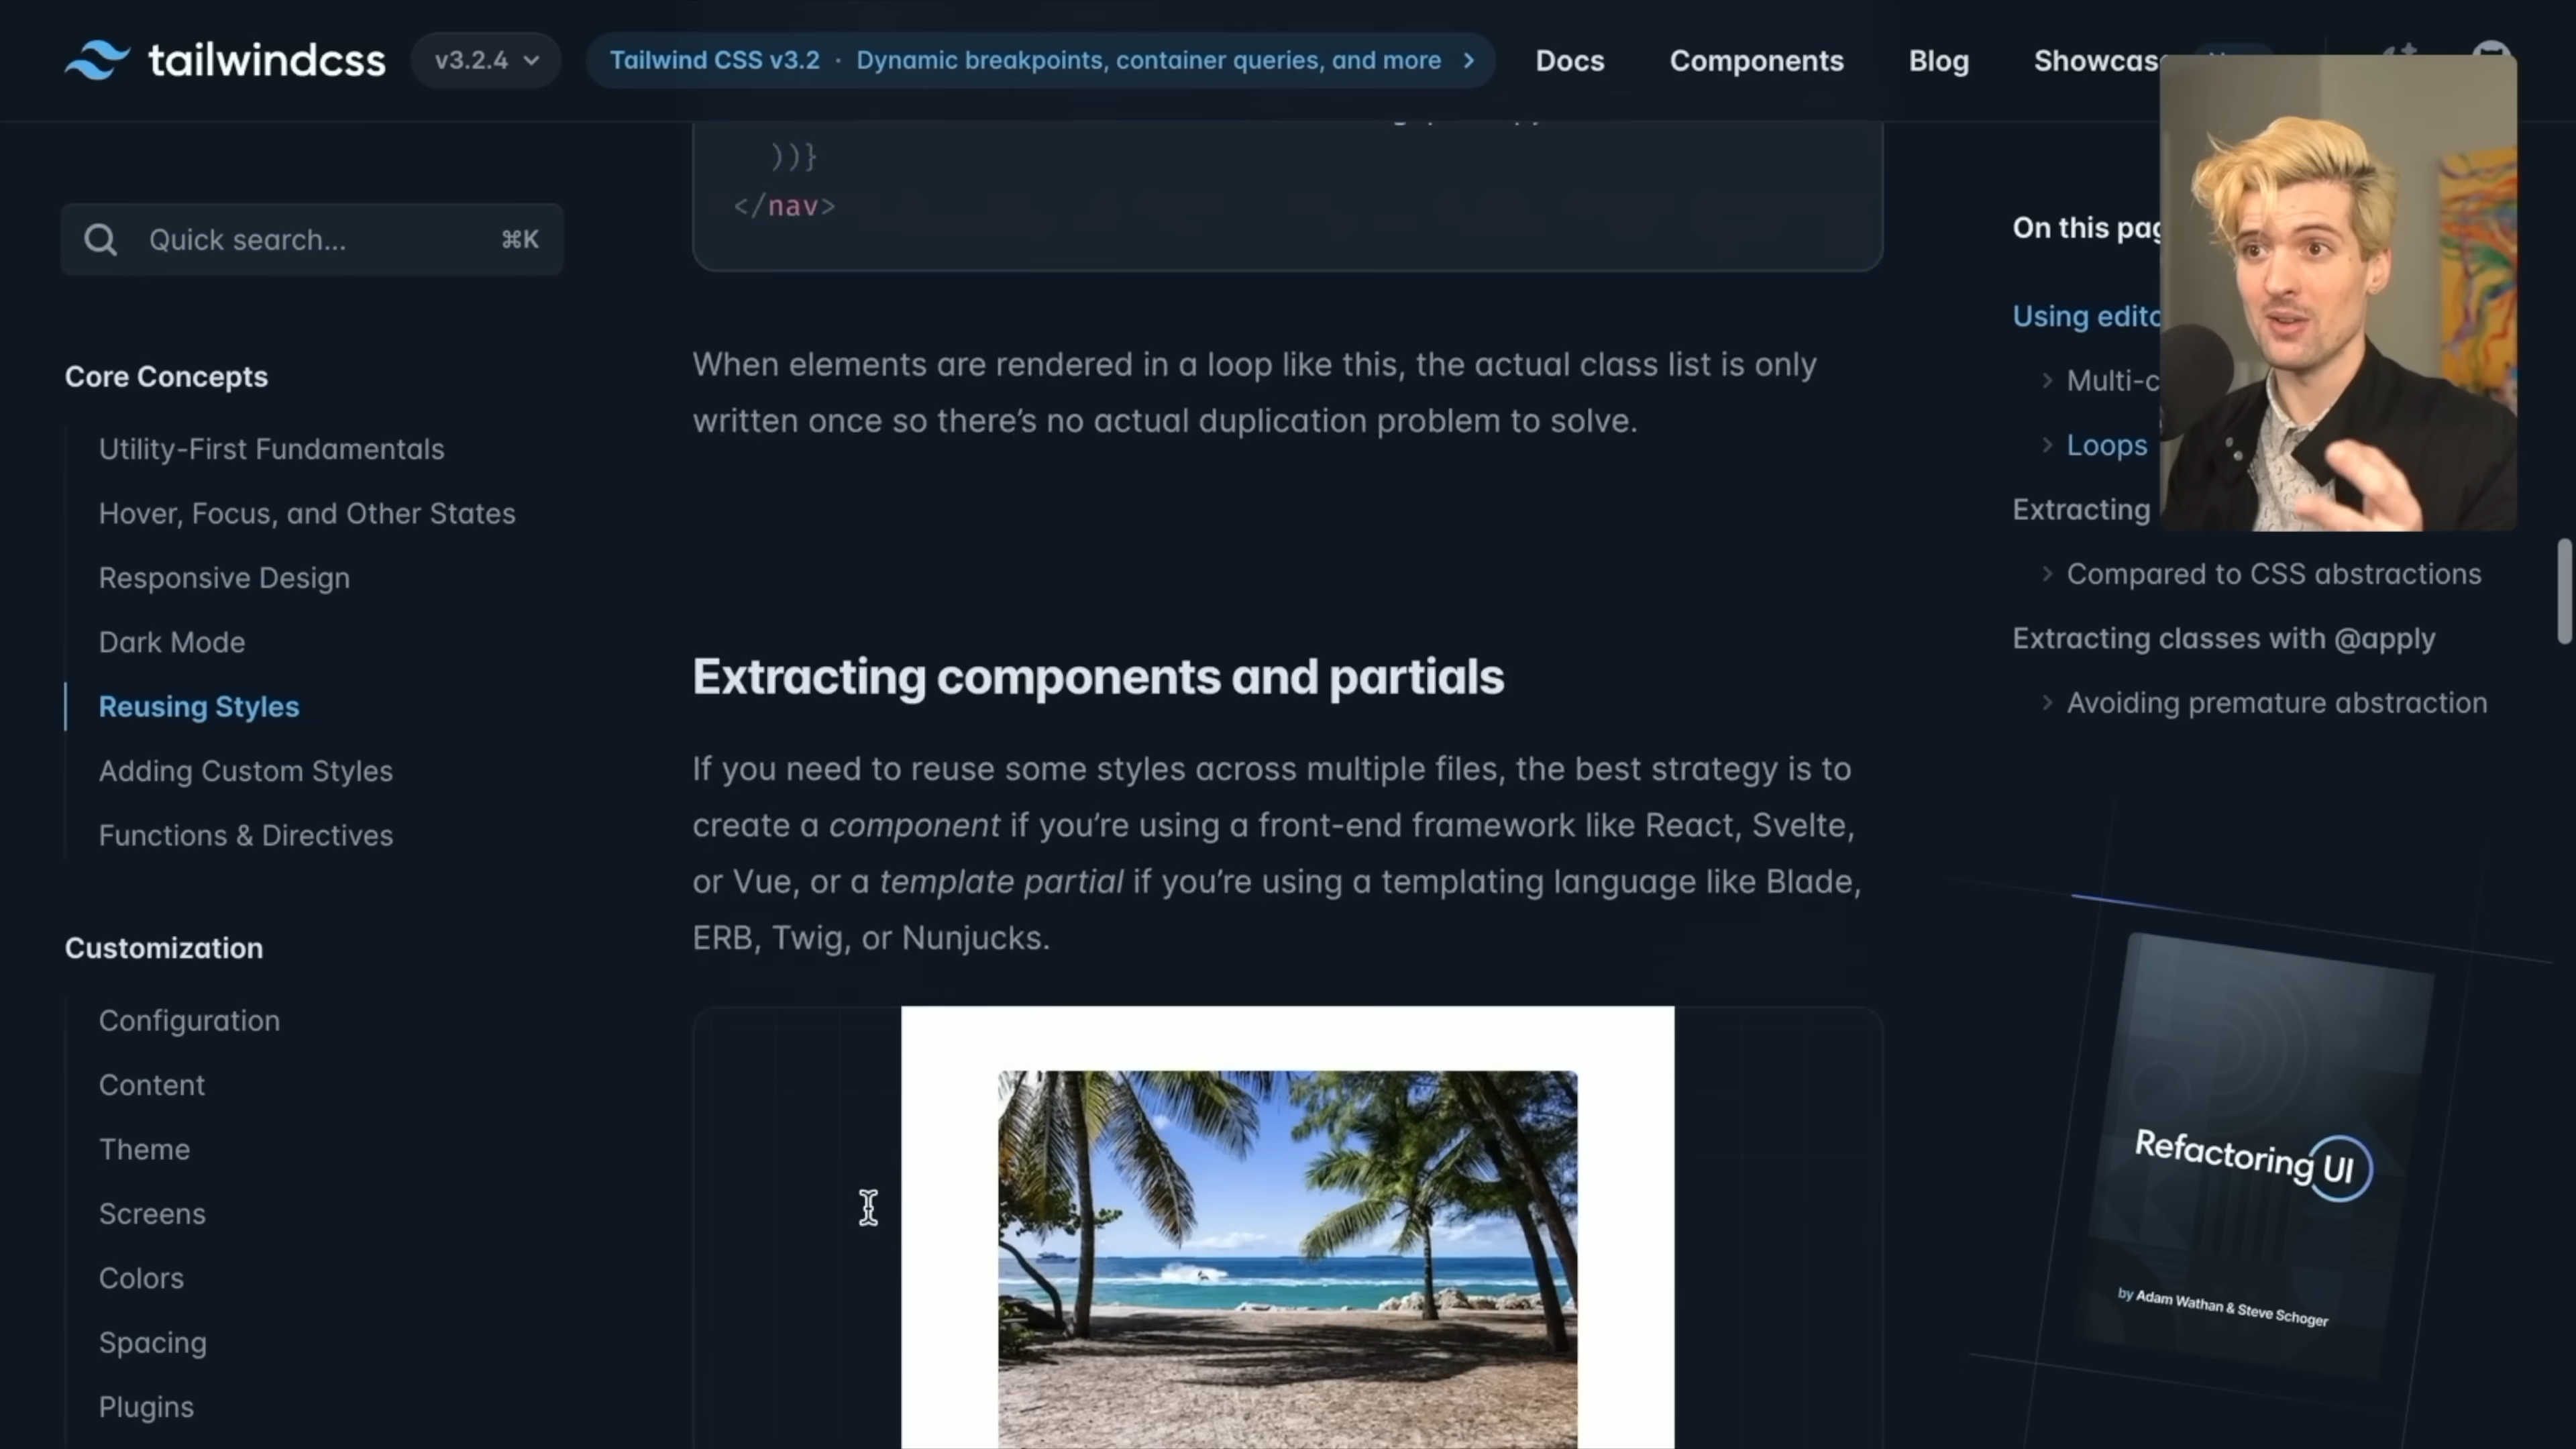 tailwindcss
v3.2.4
Tailwind CSS v3.2 · Dynamic breakpoints, container queries, and more
Docs
Components
Blog
Showcas
Quick search...
⌘K
Core Concepts
Utility-First Fundamentals
Hover, Focus, and Other States
Responsive Design
Dark Mode
Reusing Styles
Adding Custom Styles
Functions & Directives
Customization
Configuration
Content
Theme
Screens
Colors
Spacing
Plugins
))}
</nav>
When elements are rendered in a loop like this, the actual class list is only
written once so there’s no actual duplication problem to solve.
Extracting components and partials
If you need to reuse some styles across multiple files, the best strategy is to
create a component if you’re using a front-end framework like React, Svelte,
or Vue, or a template partial if you’re using a templating language like Blade,
ERB, Twig, or Nunjucks.
On this pag
Using edito
Multi-c
Loops
Extracting
Compared to CSS abstractions
Extracting classes with @apply
Avoiding premature abstraction
Refactoring UI
by Adam Wathan & Steve Schoger